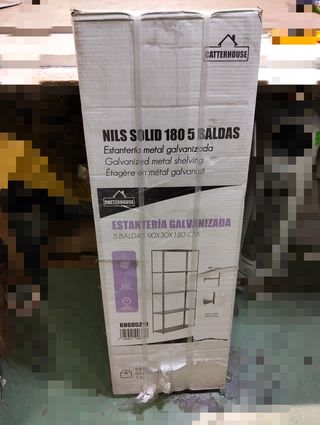 CATTERHOUSE
NILS SOLID 180 5 BALDAS
Estantería metal galvanizada
Galvanized metal shelving
Étagère en métal galvanisé
CATTERHOUSE
ESTANTERÍA GALVANIZADA
5 BALDAS 90X30X180 CM